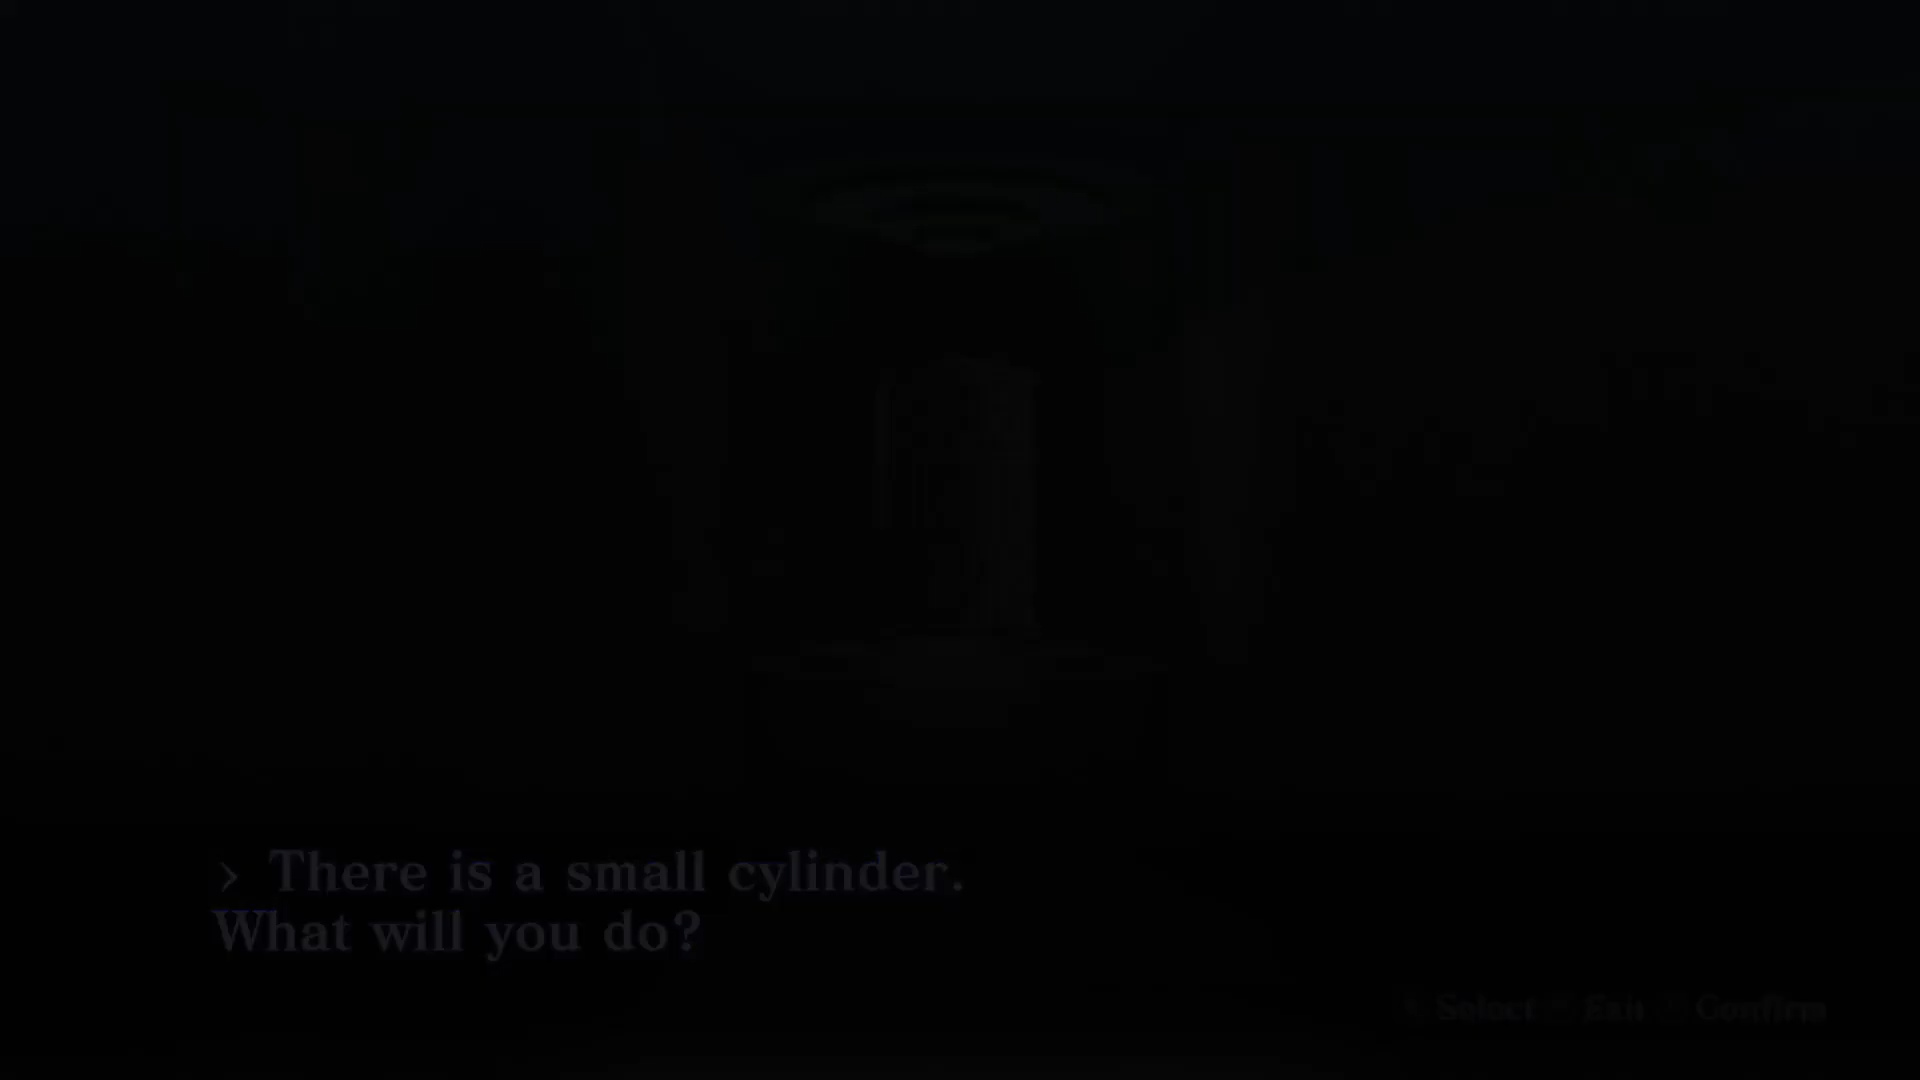 > There is a small cylinder.
What will you do?
Select Exit Confirm